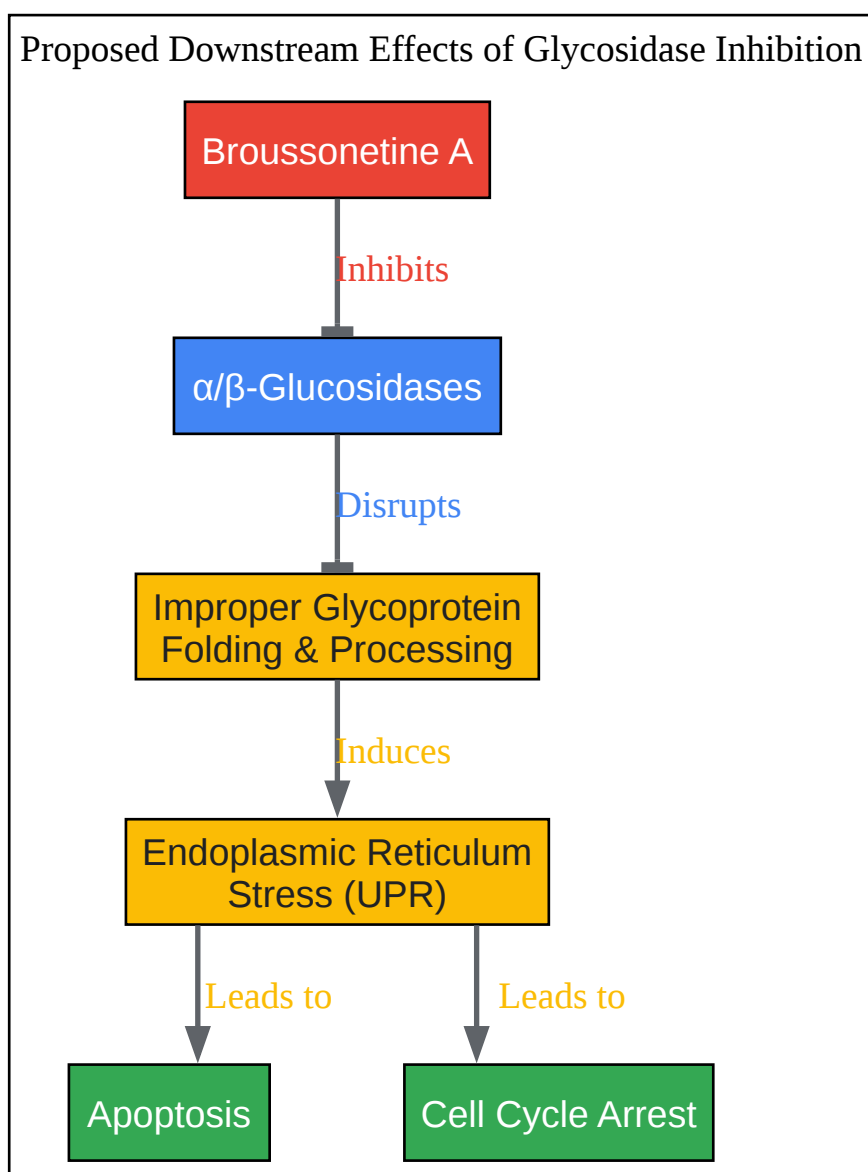 Proposed Downstream Effects of Glycosidase Inhibition
Broussonetine A
Inhibits
α/β-Glucosidases
Disrupts
Improper Glycoprotein
Folding & Processing
Induces
Endoplasmic Reticulum
Stress (UPR)
Leads to
Leads to
Apoptosis
Cell Cycle Arrest